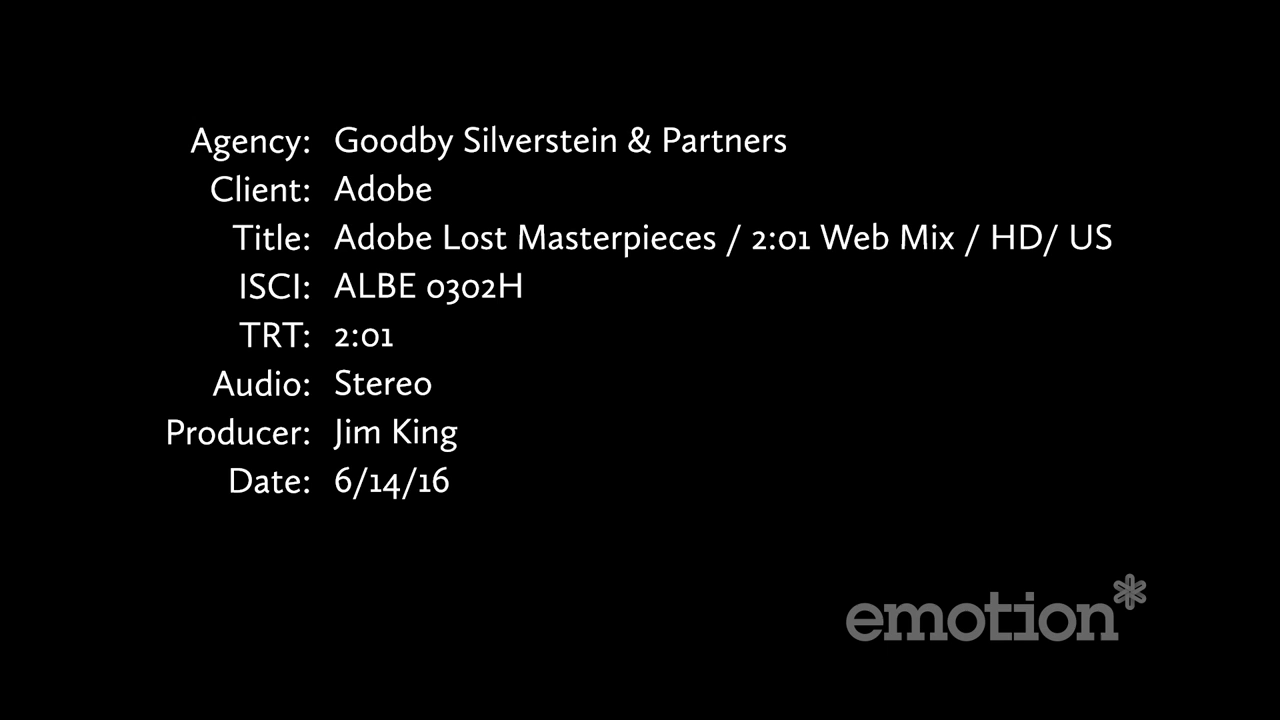 Agency: Goodby Silverstein & Partners
Client: Adobe
Title: Adobe Lost Masterpieces / 2:01 Web Mix / HD/ US
ISCI: ALBE 0302H
TRT: 2:01
Audio: Stereo
Producer: Jim King
Date: 6/14/16
emotion*